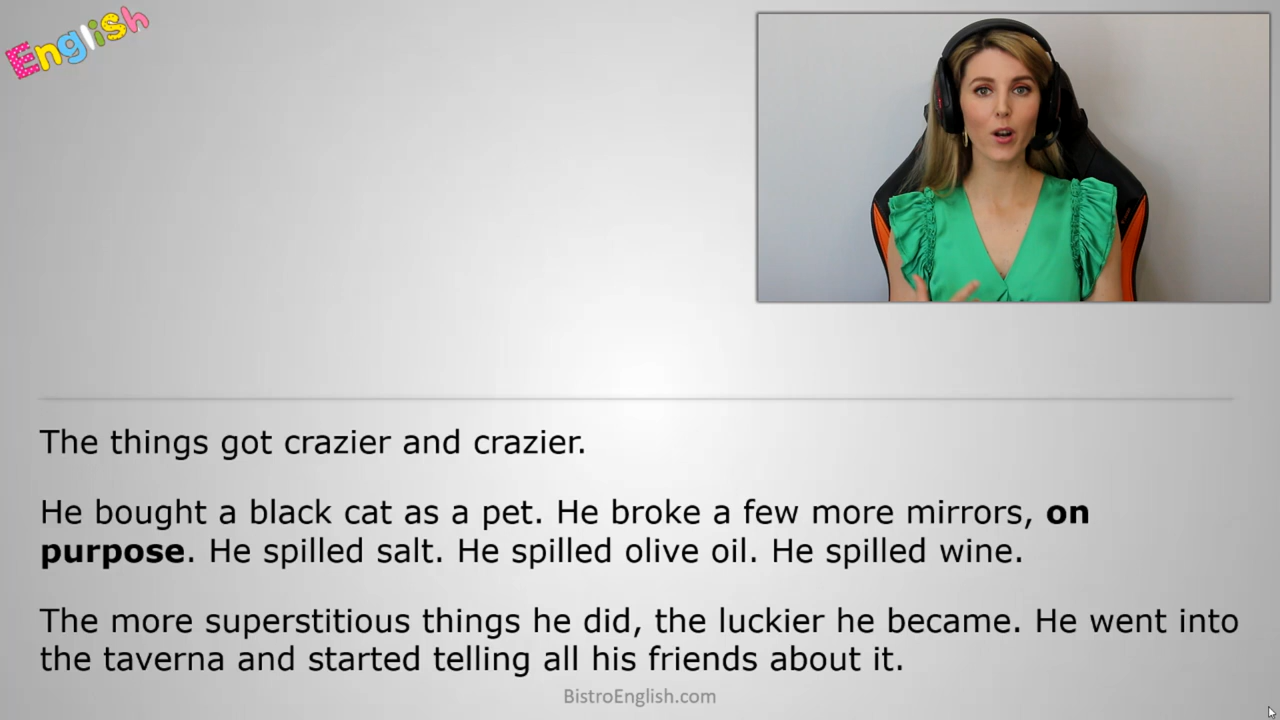 English
The things got crazier and crazier.
He bought a black cat as a pet. He broke a few more mirrors, on
purpose. He spilled salt. He spilled olive oil. He spilled wine.
The more superstitious things he did, the luckier he became. He went into
the taverna and started telling all his friends about it.
BistroEnglish.com